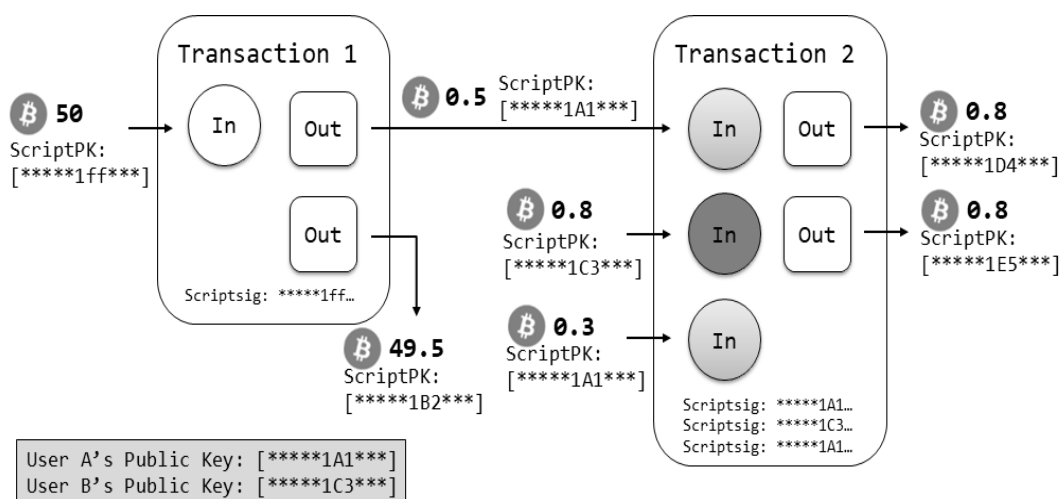 Transaction 1
50
ScriptPK:
[*****1ff***]
In
Out
Out
Scriptsig: *****1ff…
0.5
ScriptPK:
[*****1A1***]
49.5
ScriptPK:
[*****1B2***]
0.8
ScriptPK:
[*****1C3***]
0.3
ScriptPK:
[*****1A1***]
Transaction 2
In
Out
In
Out
In
Scriptsig: *****1A1…
Scriptsig: *****1C3…
Scriptsig: *****1A1…
0.8
ScriptPK:
[*****1D4***]
0.8
ScriptPK:
[*****1E5***]
User A's Public Key: [*****1A1***]
User B's Public Key: [*****1C3***]